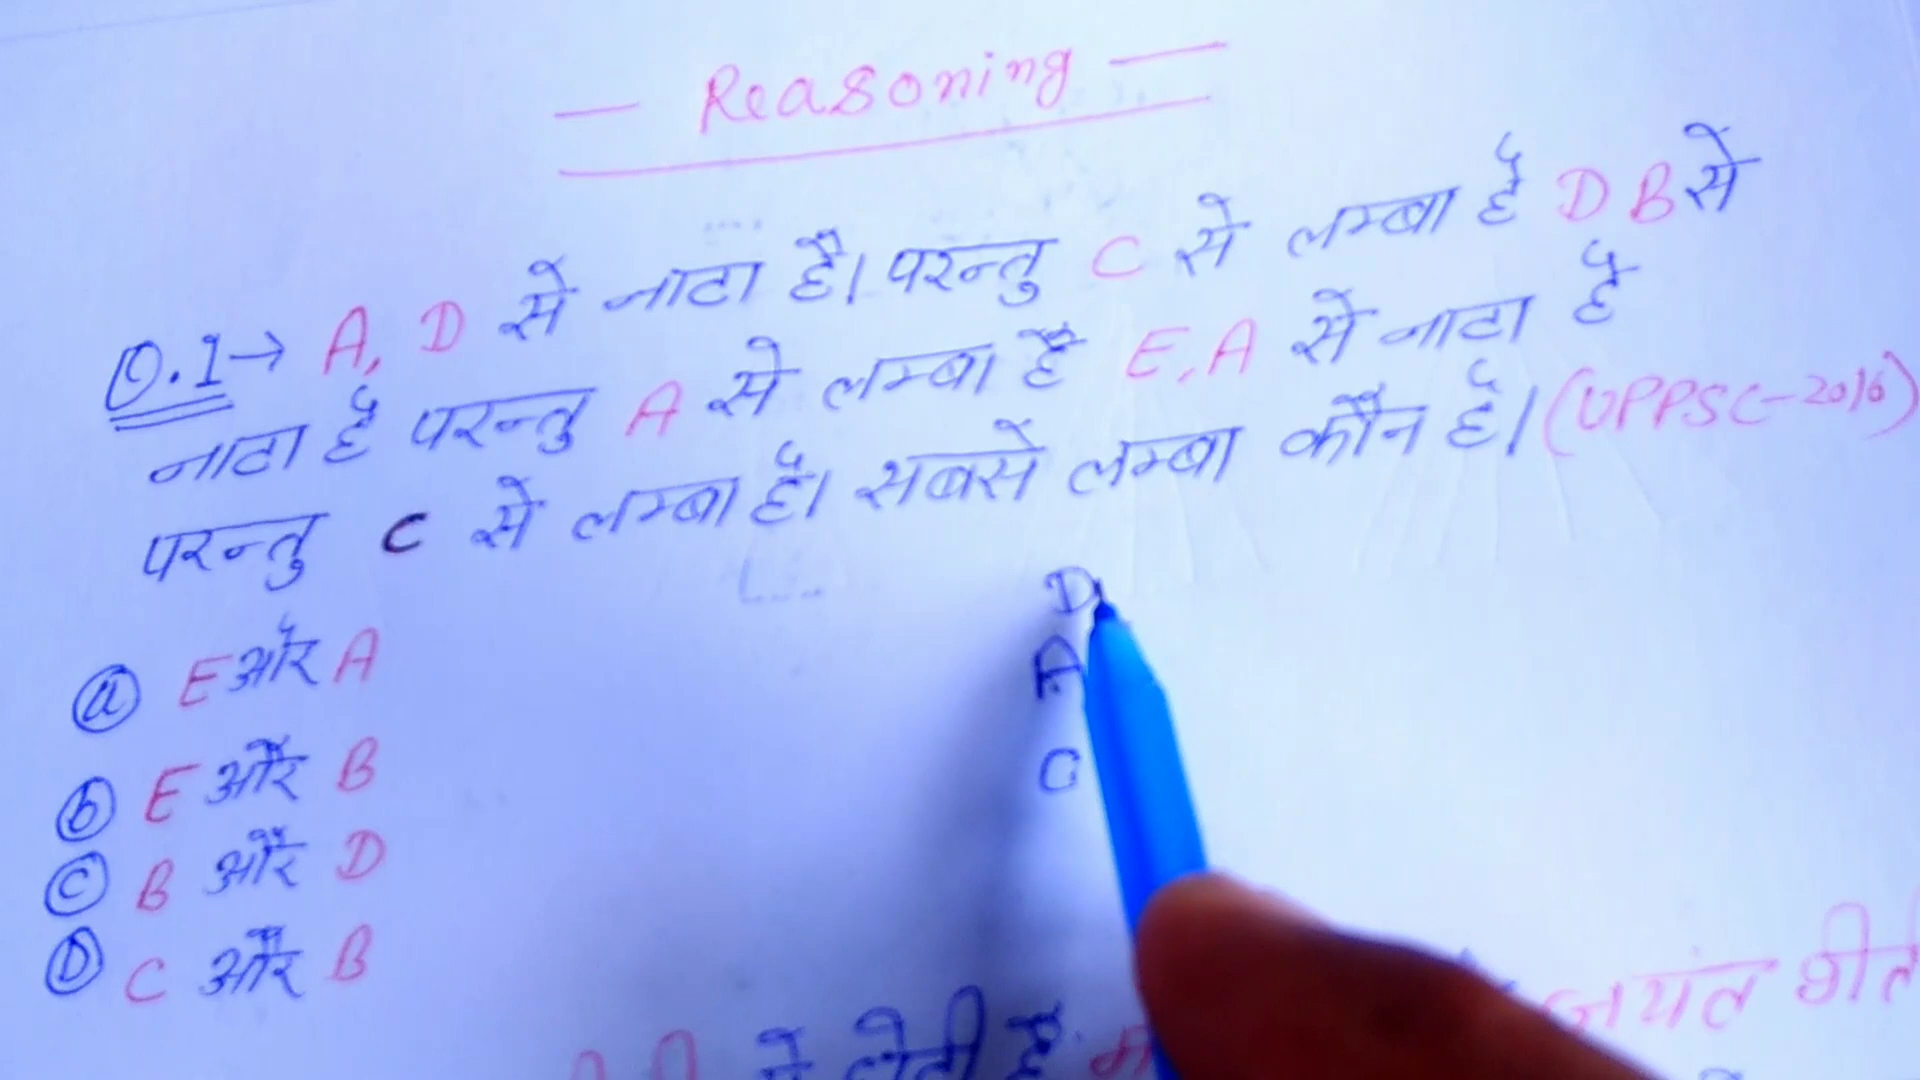 Reasoning
Q.1→ A, D से नाटा है। परन्तु C से लम्बा है D B से
नाटा है परन्तु A से लम्बा है E, A से नाटा है
परन्तु C से लम्बा है। सबसे लम्बा कौन है। (UPPSC-2016)
D
A
C
(a) E और A
(b) E और B
(c) B और D
(D) C और B
में होती है